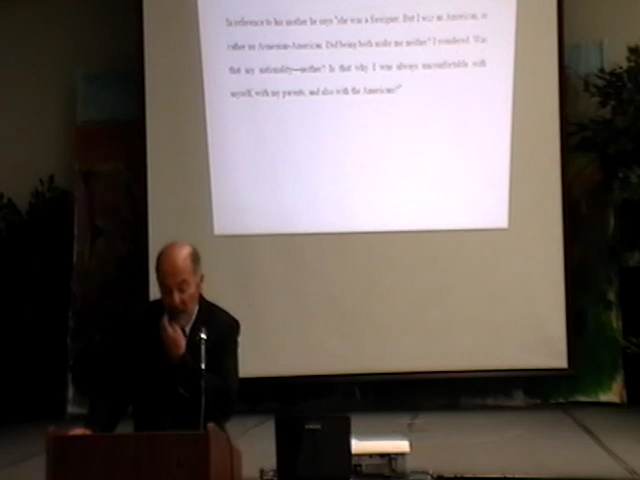 In reference to his mother he says "she was a foreigner. But I was an American, or
rather an Armenian-American. Did being both make me neither? I wondered. Was
that my nationality—neither? Is that why I was always uncomfortable with
myself, with my parents, and also with the Americans?"